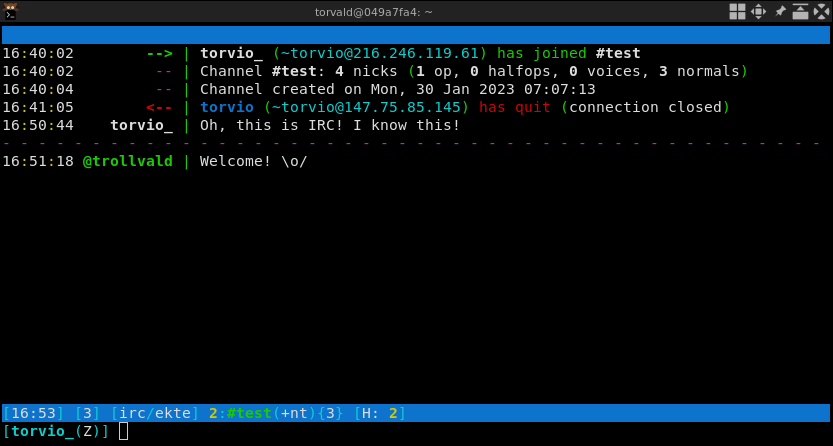 torvald@049a7fa4: ~
16:40:02 --> | torvio_ (~torvio@216.246.119.61) has joined #test
16:40:02 -- | Channel #test: 4 nicks (1 op, 0 halfops, 0 voices, 3 normals)
16:40:04 -- | Channel created on Mon, 30 Jan 2023 07:07:13
16:41:05 <-- | torvio (~torvio@147.75.85.145) has quit (connection closed)
16:50:44 torvio_ | Oh, this is IRC! I know this!
- - - - - - - - - - - - - - - - - - - - - - - - - - - - - - - - - - - - - - - - - - - - - -
16:51:18 @trollvald | Welcome! \o/
[16:53] [3] [irc/ekte] 2:#test(+nt){3} [H: 2]
[torvio_(Z)]